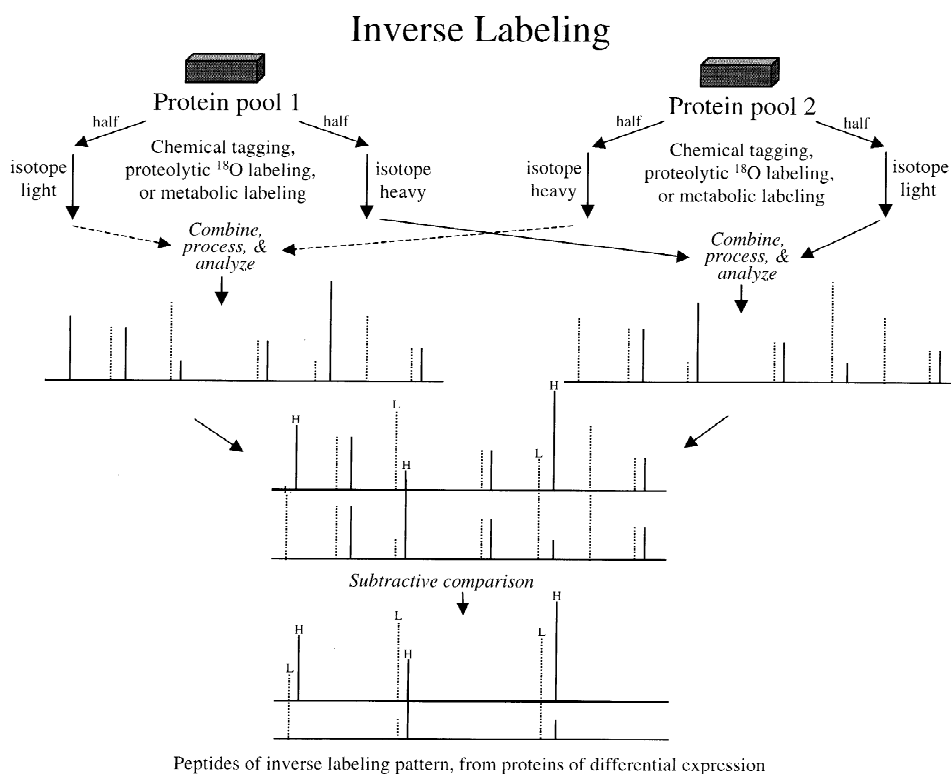 Inverse Labeling
Protein pool 1
half
half
isotope
light
Chemical tagging,
proteolytic ¹⁸O labeling,
or metabolic labeling
isotope
heavy
Combine,
process, &
analyze
Protein pool 2
half
half
isotope
heavy
Chemical tagging,
proteolytic ¹⁸O labeling,
or metabolic labeling
isotope
light
Combine,
process, &
analyze
H
L
H
L
H
Subtractive comparison
L
H
L
H
L
H
Peptides of inverse labeling pattern, from proteins of differential expression